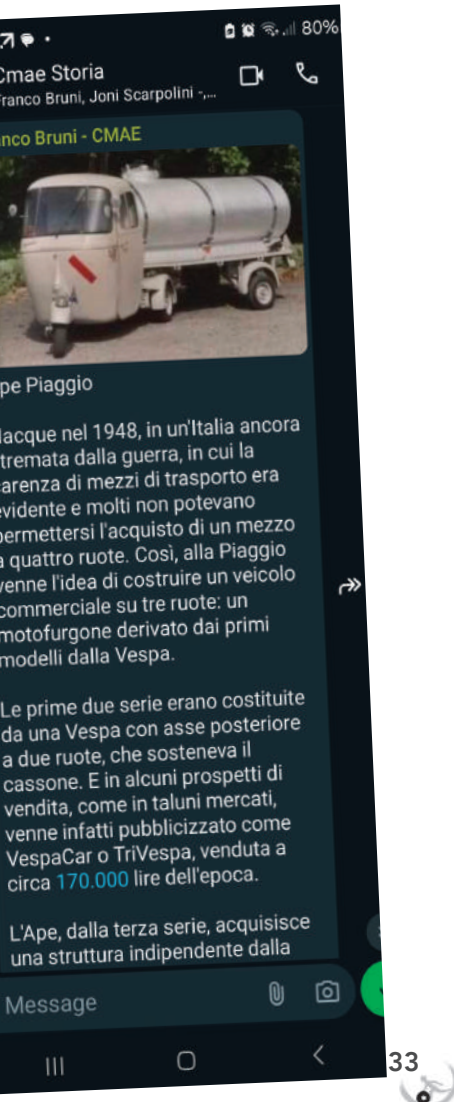 80%
Cmae Storia
Franco Bruni, Joni Scarpolini -,...
nco Bruni - CMAE
pe Piaggio
acque nel 1948, in un'Italia ancora
tremata dalla guerra, in cui la
arenza di mezzi di trasporto era
evidente e molti non potevano
permettersi l'acquisto di un mezzo
a quattro ruote. Così, alla Piaggio
venne l'idea di costruire un veicolo
commerciale su tre ruote: un
motofurgone derivato dai primi
modelli dalla Vespa.
Le prime due serie erano costituite
da una Vespa con asse posteriore
a due ruote, che sosteneva il
cassone. E in alcuni prospetti di
vendita, come in taluni mercati,
venne infatti pubblicizzato come
VespaCar o TriVespa, venduta a
circa 170.000 lire dell'epoca.
L'Ape, dalla terza serie, acquisisce
una struttura indipendente dalla
Message
33